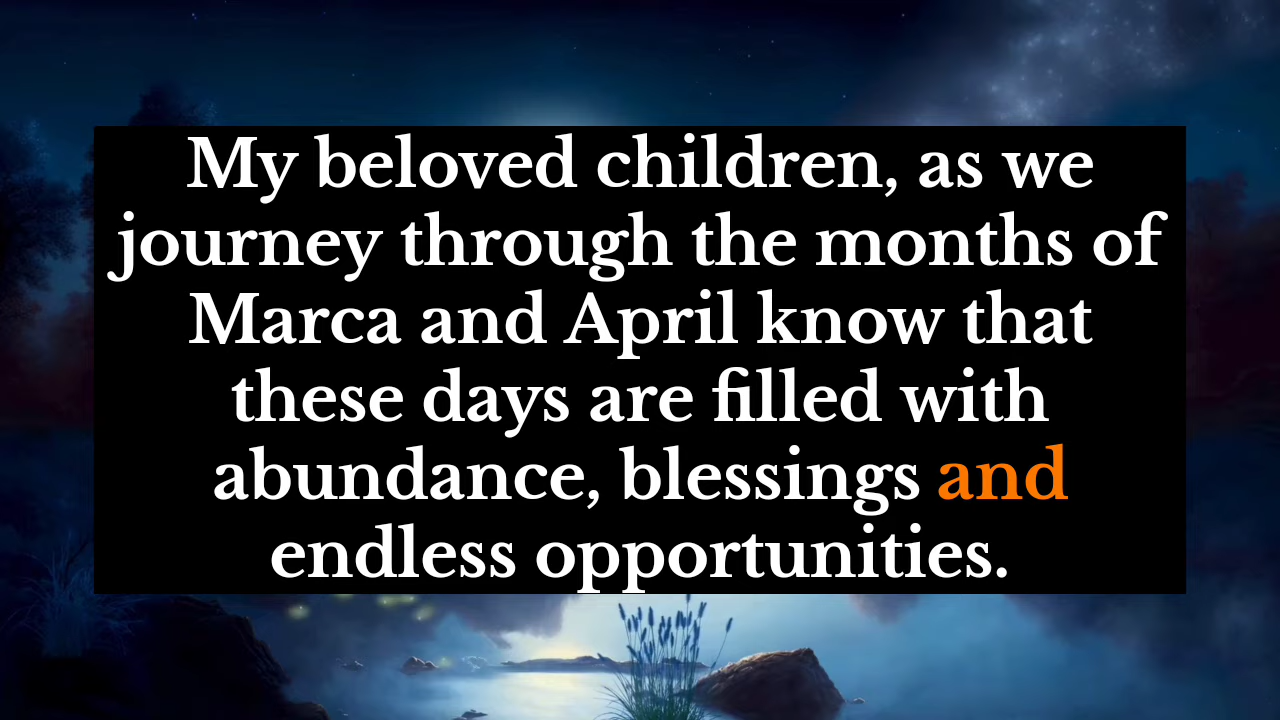 My beloved children, as we
journey through the months of
Marca and April know that
these days are filled with
abundance, blessings and
endless opportunities.